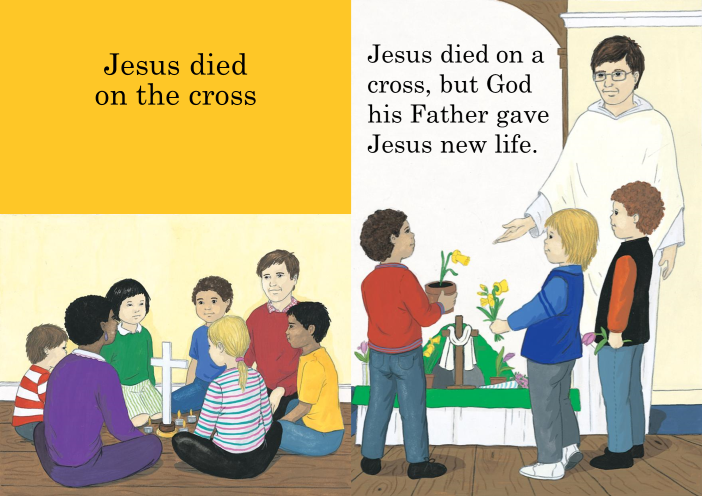 Jesus died
on the cross
Jesus died on a
cross, but God
his Father gave
Jesus new life.